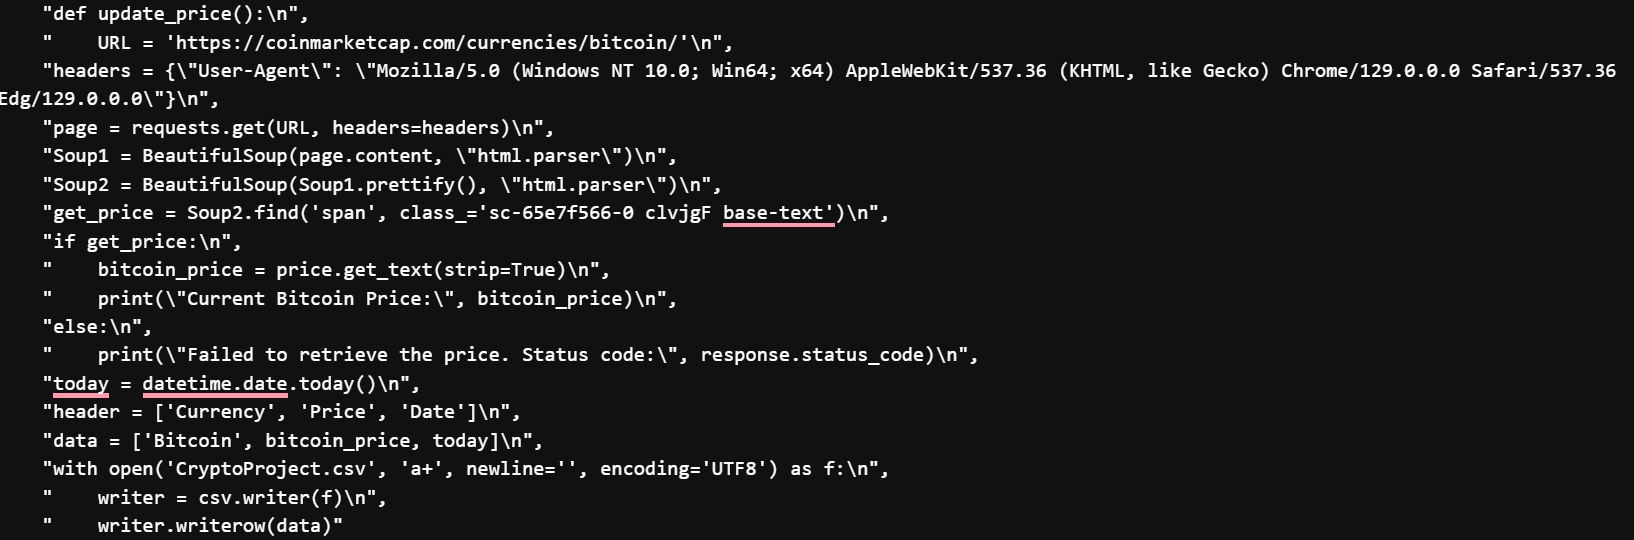 "def update_price():\n",
"    URL = 'https://coinmarketcap.com/currencies/bitcoin/'\n",
"headers = {\"User-Agent\": \"Mozilla/5.0 (Windows NT 10.0; Win64; x64) AppleWebKit/537.36 (KHTML, like Gecko) Chrome/129.0.0.0 Safari/537.36
Edg/129.0.0.0\"}\n",
"page = requests.get(URL, headers=headers)\n",
"Soup1 = BeautifulSoup(page.content, \"html.parser\")\n",
"Soup2 = BeautifulSoup(Soup1.prettify(), \"html.parser\")\n",
"get_price = Soup2.find('span', class_='sc-65e7f566-0 clvjgF base-text')\n",
"if get_price:\n",
"    bitcoin_price = price.get_text(strip=True)\n",
"    print(\"Current Bitcoin Price:\", bitcoin_price)\n",
"else:\n",
"    print(\"Failed to retrieve the price. Status code:\", response.status_code)\n",
"today = datetime.date.today()\n",
"header = ['Currency', 'Price', 'Date']\n",
"data = ['Bitcoin', bitcoin_price, today]\n",
"with open('CryptoProject.csv', 'a+', newline='', encoding='UTF8') as f:\n",
"    writer = csv.writer(f)\n",
"    writer.writerow(data)"